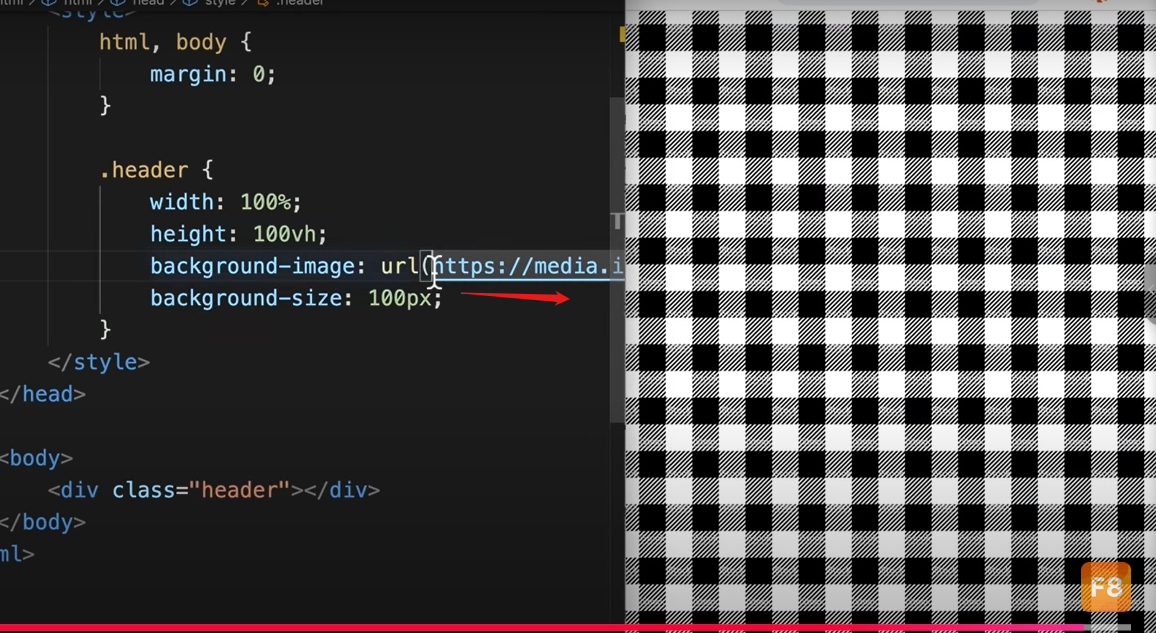 html > head > style > .header
<style>
html, body {
margin: 0;
}
.header {
width: 100%;
height: 100vh;
background-image: url(https://media.i
background-size: 100px;
}
</style>
</head>
<body>
<div class="header"></div>
</body>
ml>
F8